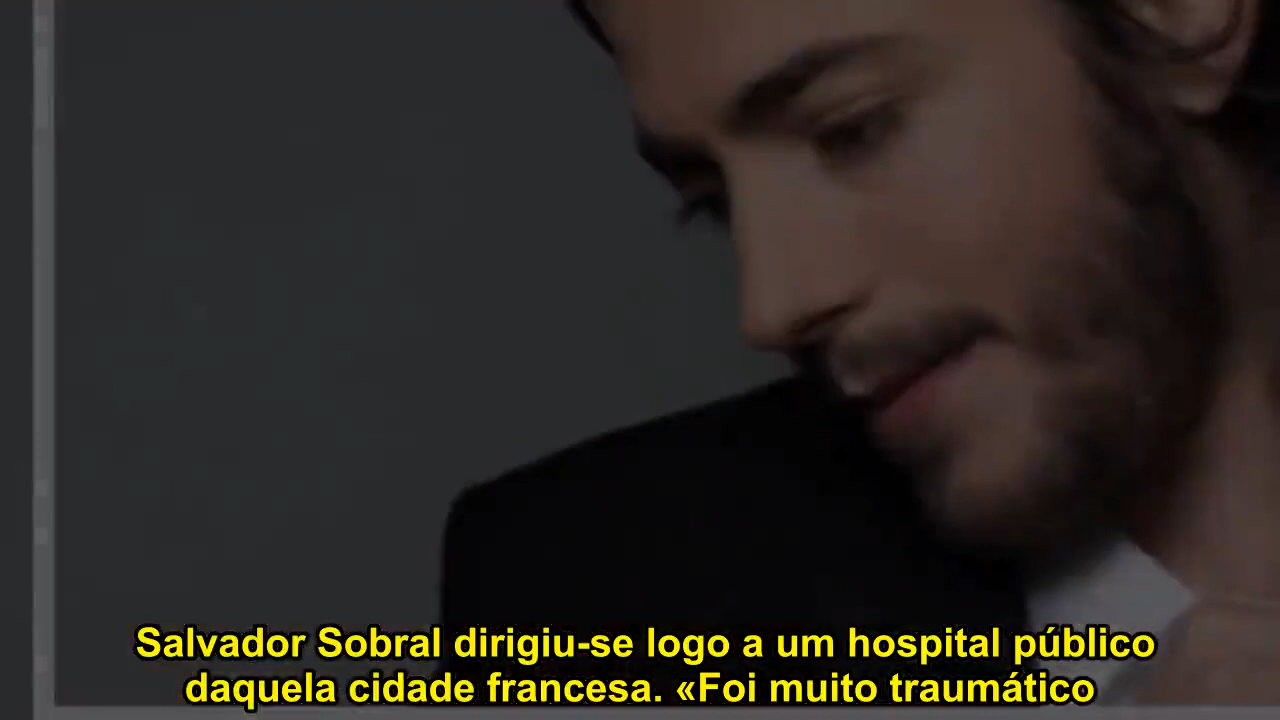 Salvador Sobral dirigiu-se logo a um hospital público
daquela cidade francesa. «Foi muito traumático